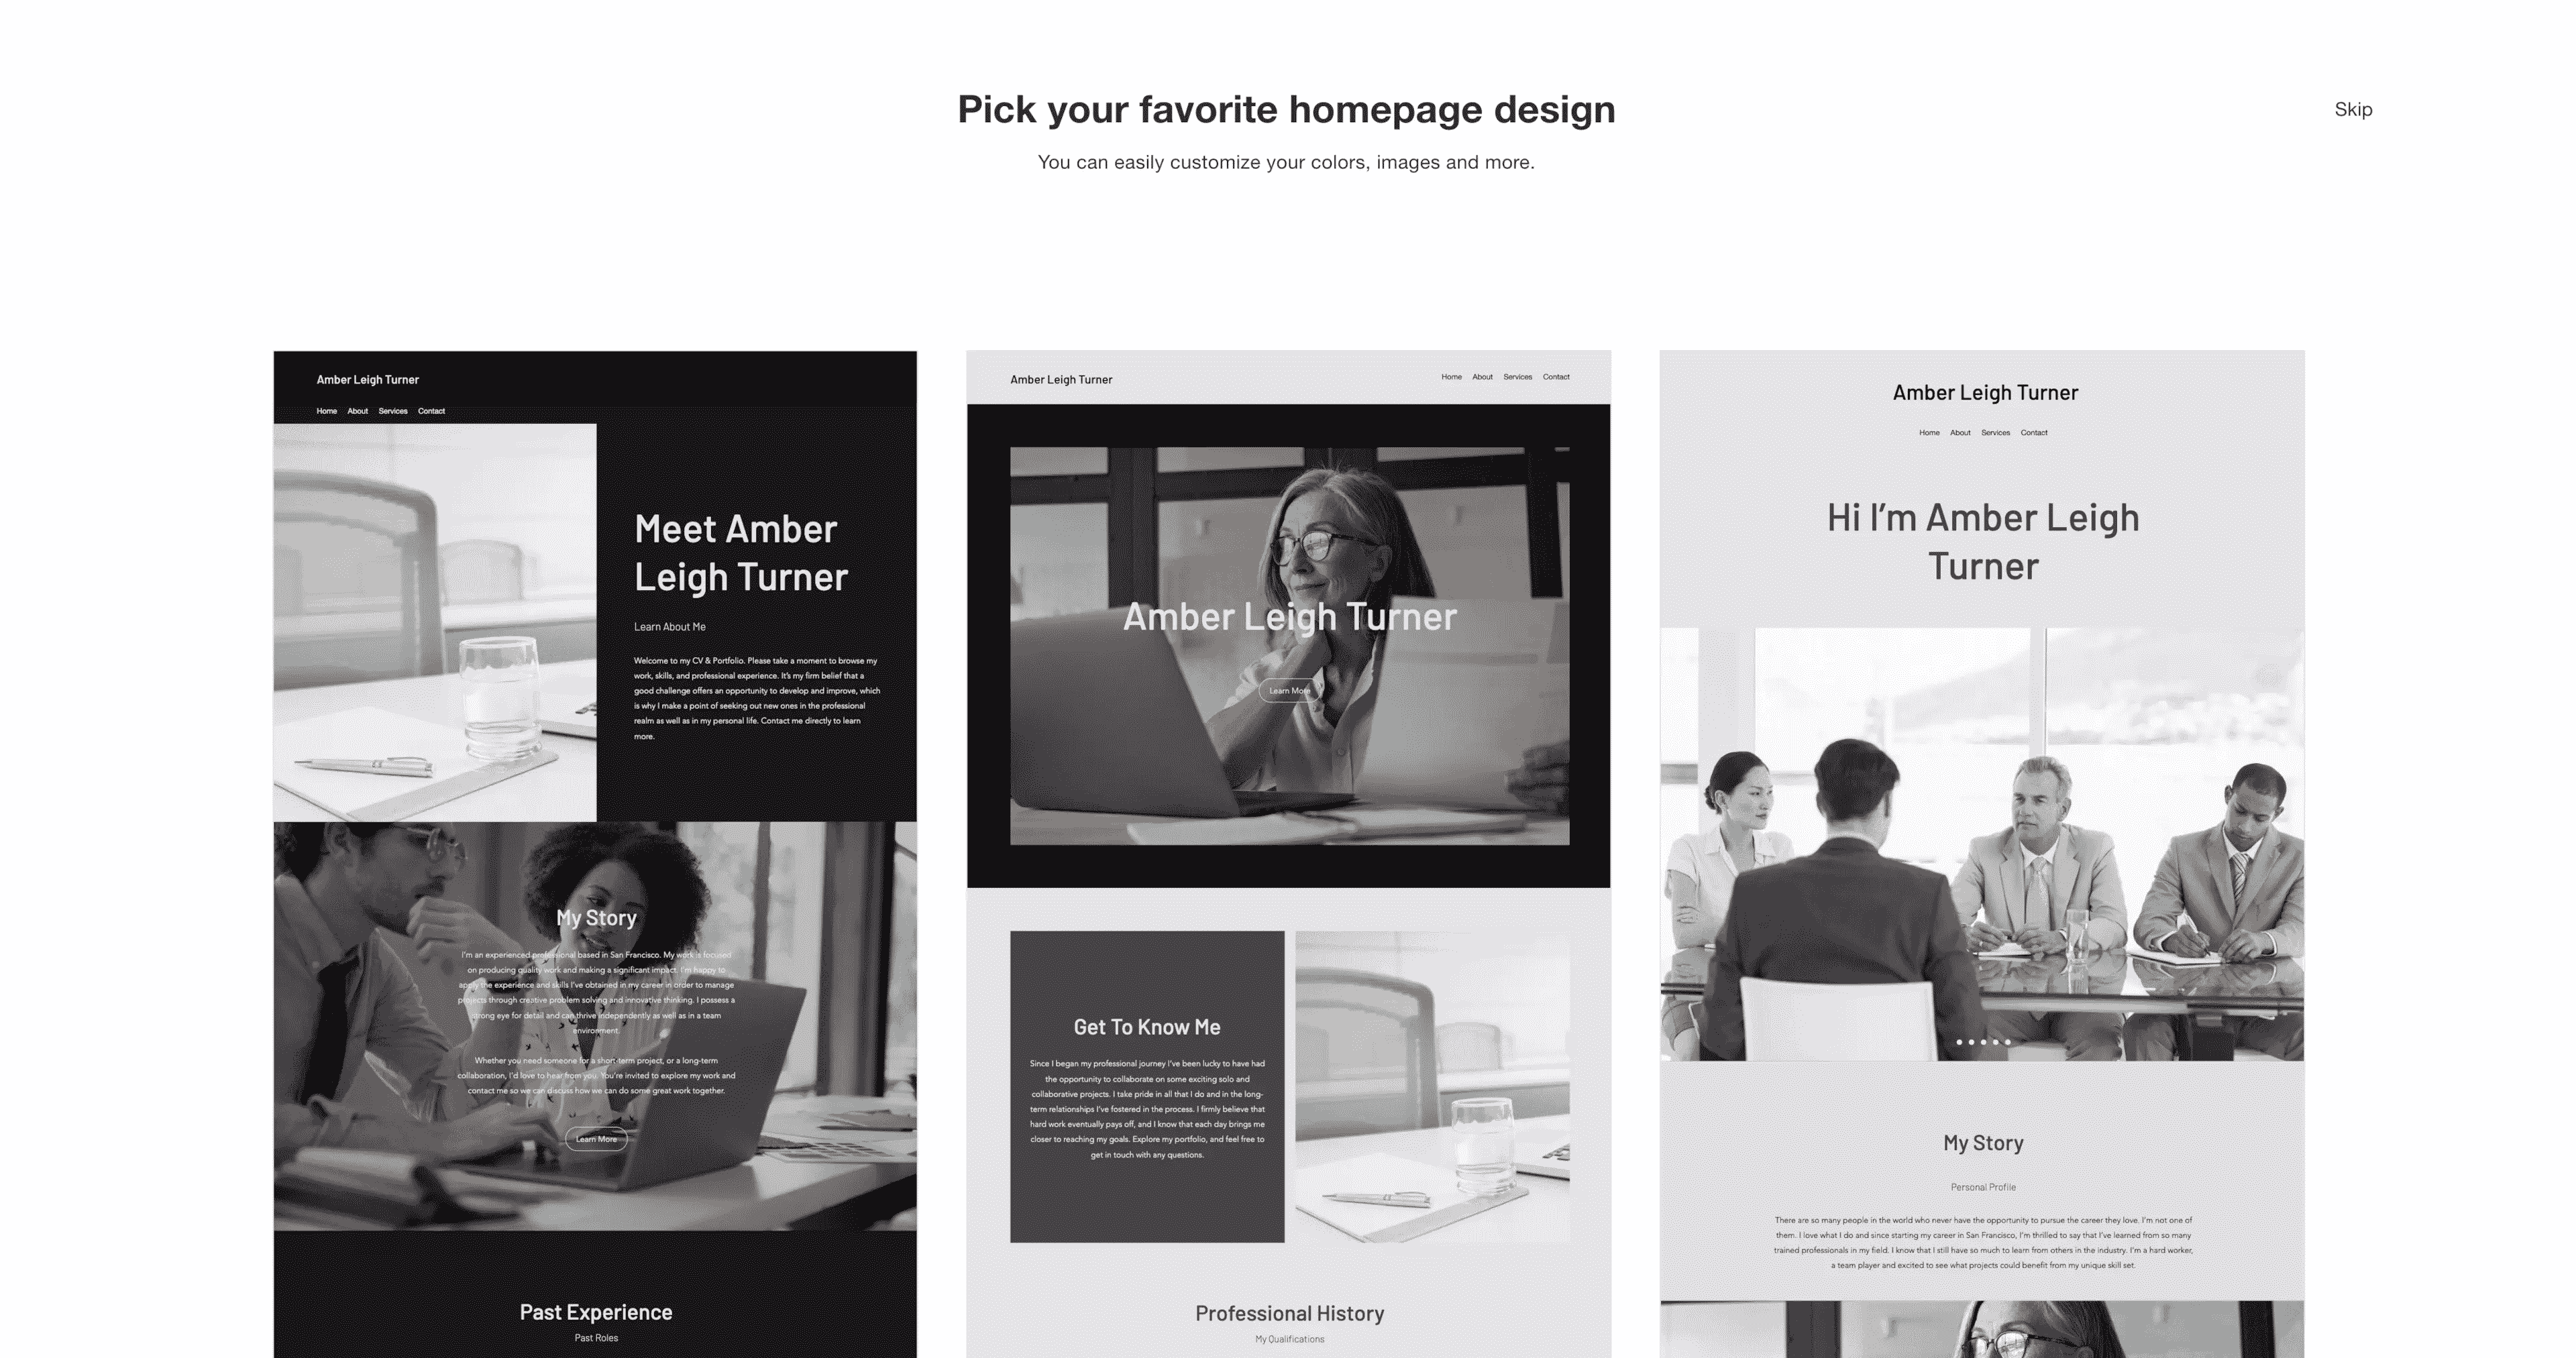 Pick your favorite homepage design
Skip
You can easily customize your colors, images and more.
Amber Leigh Turner
Home About Services Contact
Meet Amber
Leigh Turner
Learn About Me
Welcome to my CV & Portfolio. Please take a moment to browse my
work, skills, and professional experience. It's my firm belief that a
good challenge offers an opportunity to develop and improve, which
is why I make a point of seeking out new ones in the professional
realm as well as in my personal life. Contact me directly to learn
more.
My Story
I'm an experienced professional based in San Francisco. My work is focused
on producing quality work and making a significant impact. I'm happy to
apply the experience and skills I've obtained in my career in order to manage
projects through creative problem solving and innovative thinking. I possess a
strong eye for detail and can thrive independently as well as in a team
environment.
Whether you need someone for a short-term project, or a long-term
collaboration, I'd love to hear from you. You're invited to explore my work and
contact me so we can discuss how we can do some great work together.
Learn More
Past Experience
Past Roles
Amber Leigh Turner
Home About Services Contact
Amber Leigh Turner
Learn More
Get To Know Me
Since I began my professional journey I've been lucky to have had
the opportunity to collaborate on some exciting solo and
collaborative projects. I take pride in all that I do and in the long-
term relationships I've fostered in the process. I firmly believe that
hard work eventually pays off, and I know that each day brings me
closer to reaching my goals. Explore my portfolio, and feel free to
get in touch with any questions.
Professional History
My Qualifications
Amber Leigh Turner
Home About Services Contact
Hi I'm Amber Leigh
Turner
My Story
Personal Profile
There are so many people in the world who never have the opportunity to pursue the career they love. I'm not one of
them. I love what I do and since starting my career in San Francisco, I'm thrilled to say that I've learned from so many
trained professionals in my field. I know that I still have so much to learn from others in the industry. I'm a hard worker,
a team player and excited to see what projects could benefit from my unique skill set.